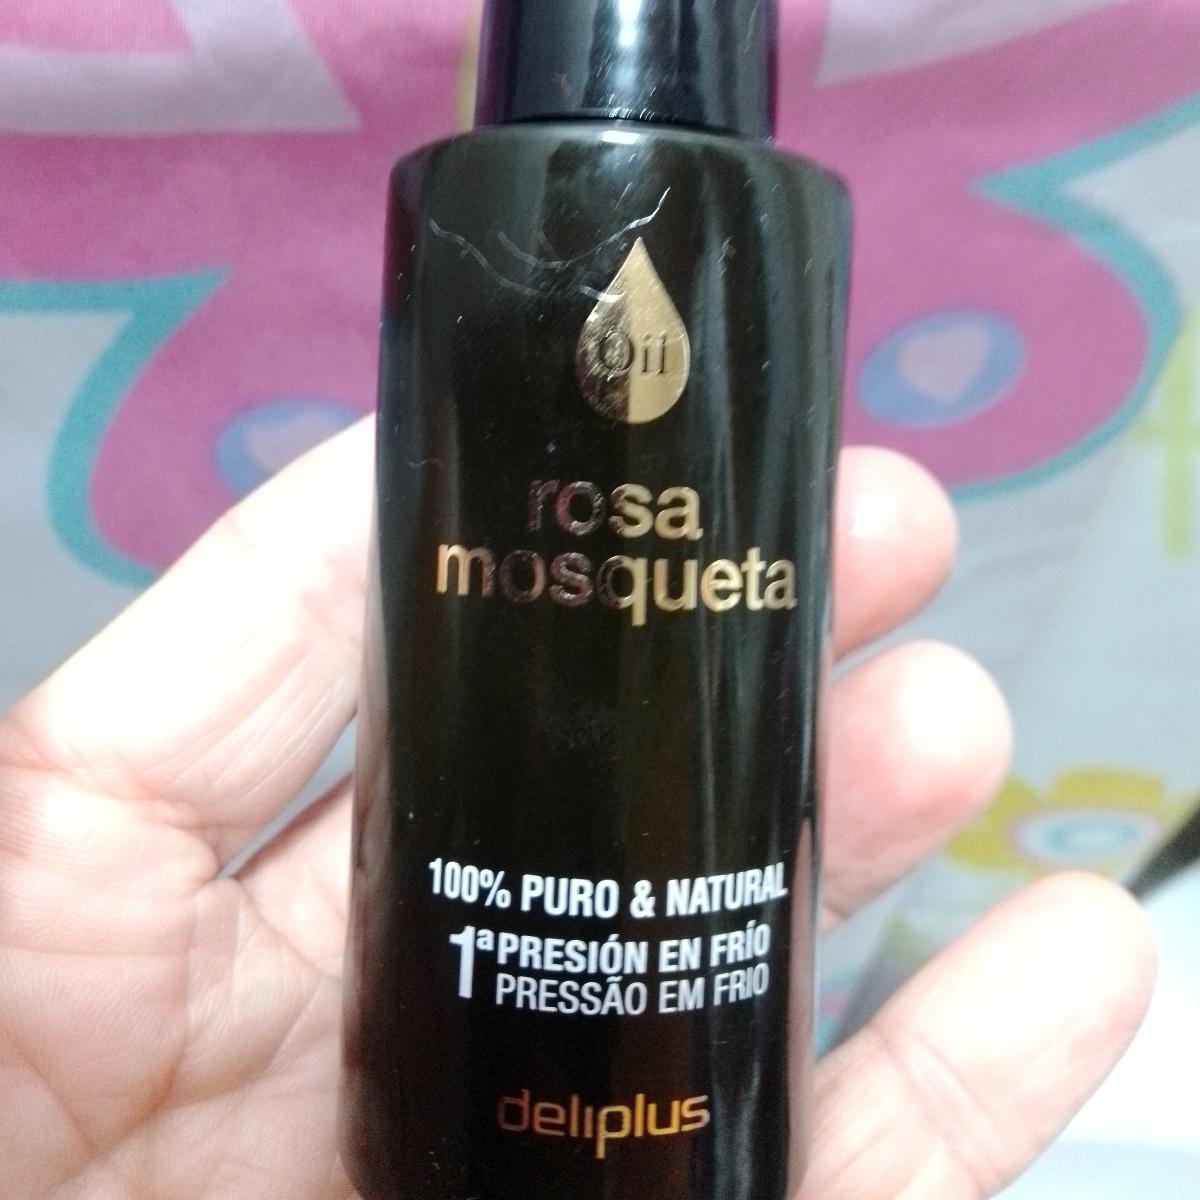 Oil
rosa
mosqueta
100% PURO & NATURAL
1ª PRESIÓN EN FRÍO
PRESSÃO EM FRIO
deliplus